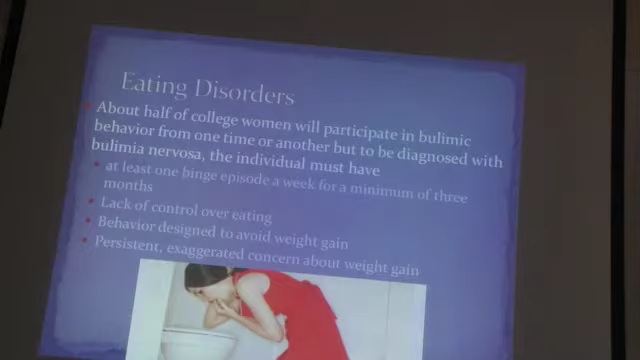 Eating Disorders
About half of college women will participate in bulimic
behavior from one time or another but to be diagnosed with
bulimia nervosa, the individual must have
at least one binge episode a week for a minimum of three
months
Lack of control over eating
Behavior designed to avoid weight gain
Persistent, exaggerated concern about weight gain